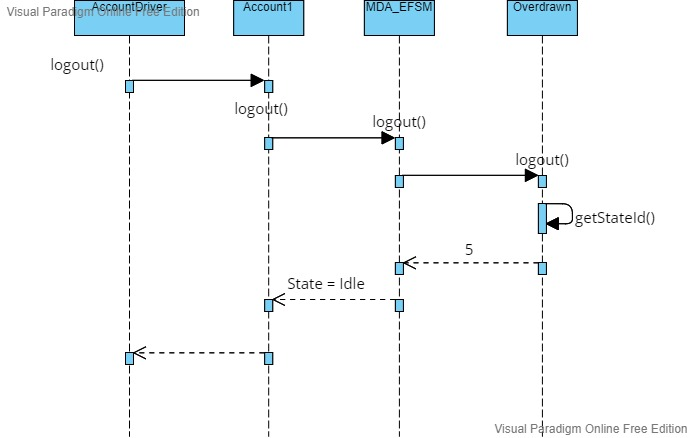 Visual Paradigm Online Free Edition
AccountDriver
Account1
MDA_EFSM
Overdrawn
logout()
logout()
logout()
logout()
getStateId()
5
State = Idle
Visual Paradigm Online Free Edition